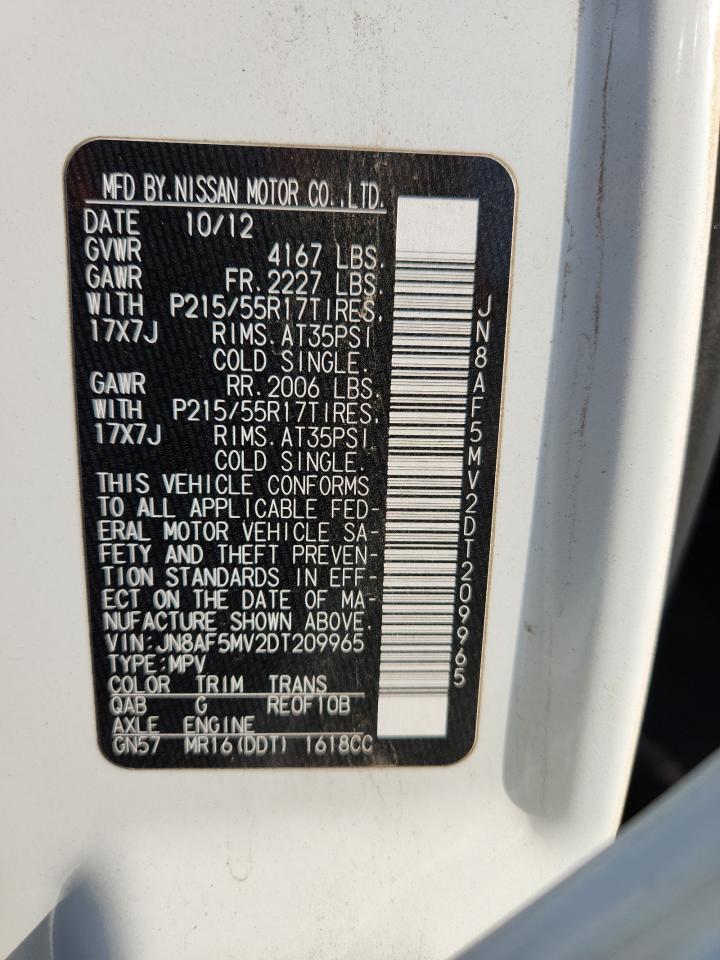 MFD BY.NISSAN MOTOR CO.,LTD.
DATE 10/12
GVWR 4167 LBS.
GAWR FR.2227 LBS.
WITH P215/55R17TIRES.
17X7J RIMS.AT35PSI
COLD SINGLE.
GAWR RR.2006 LBS.
WITH P215/55R17TIRES.
17X7J RIMS.AT35PSI
COLD SINGLE.
THIS VEHICLE CONFORMS
TO ALL APPLICABLE FED-
ERAL MOTOR VEHICLE SA-
FETY AND THEFT PREVEN-
TION STANDARDS IN EFF-
ECT ON THE DATE OF MA-
NUFACTURE SHOWN ABOVE.
VIN:JN8AF5MV2DT209965
TYPE:MPV
COLOR TRIM TRANS
QAB G RE0F10B
AXLE ENGINE
GN57 MR16(DDT) 1618CC
JN8AF5MV2DT209965